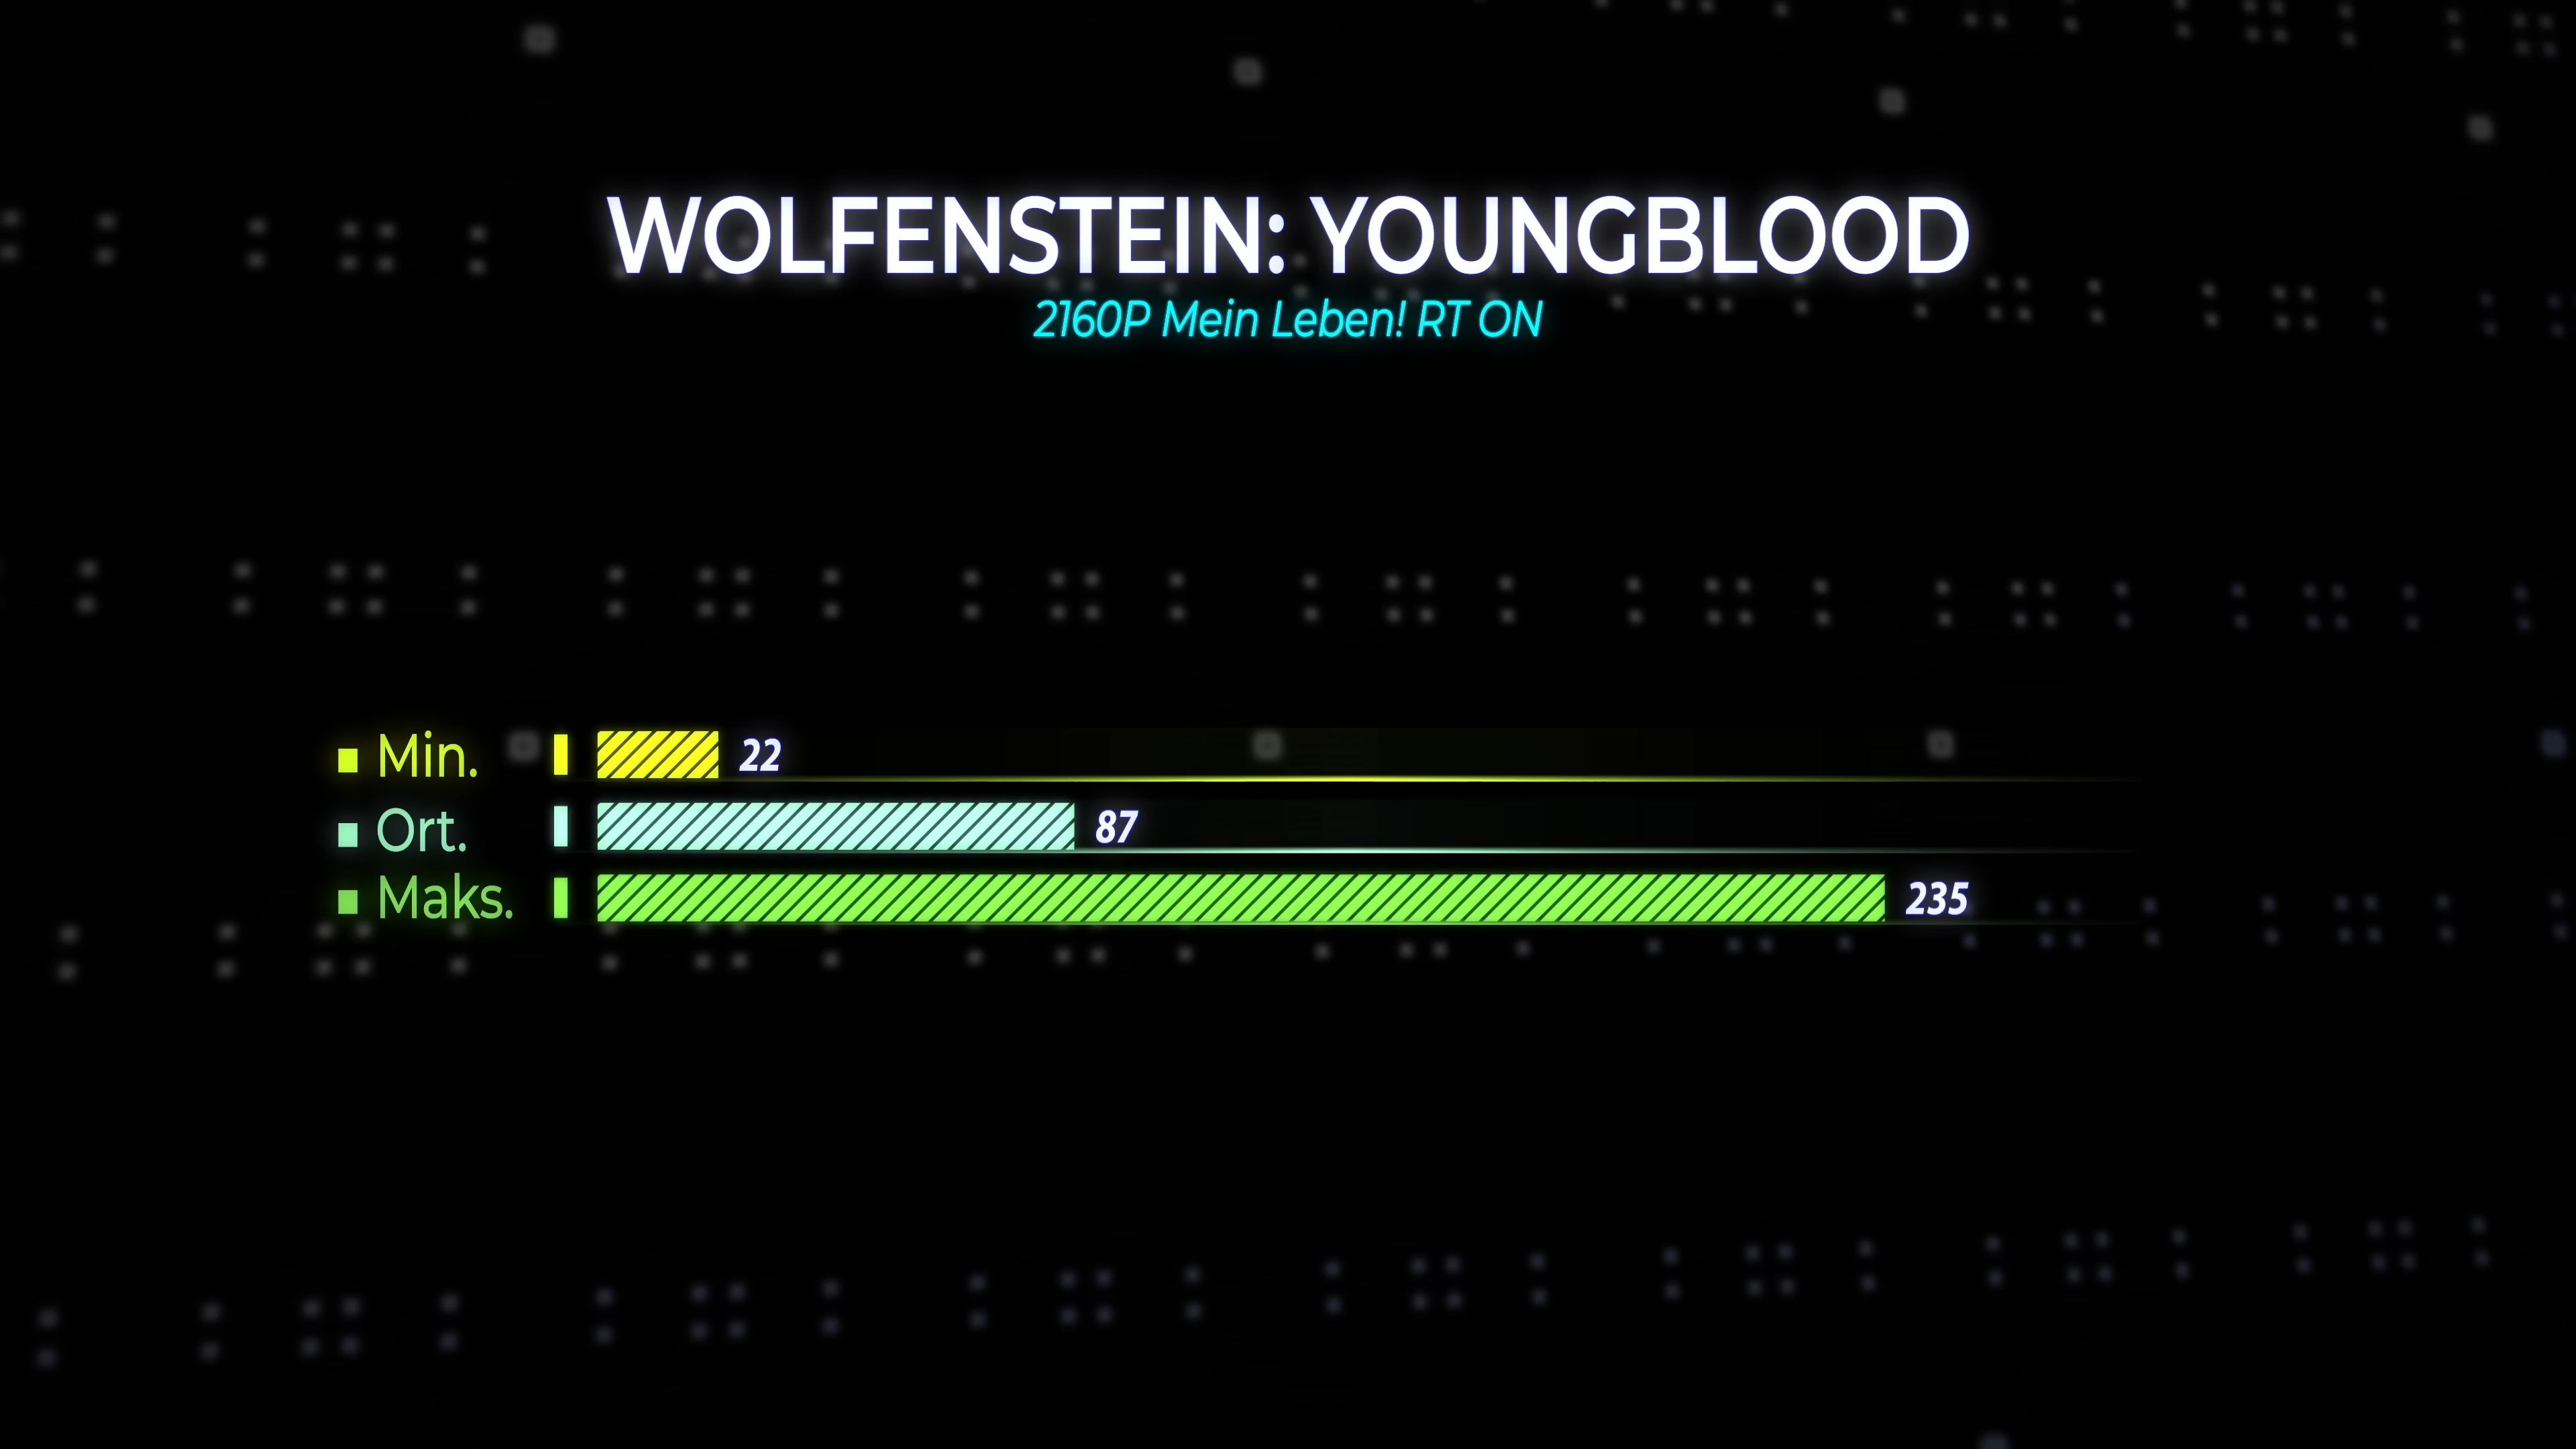 WOLFENSTEIN: YOUNGBLOOD
2160P Mein Leben! RT ON
Min. 22
Ort. 87
Maks. 235